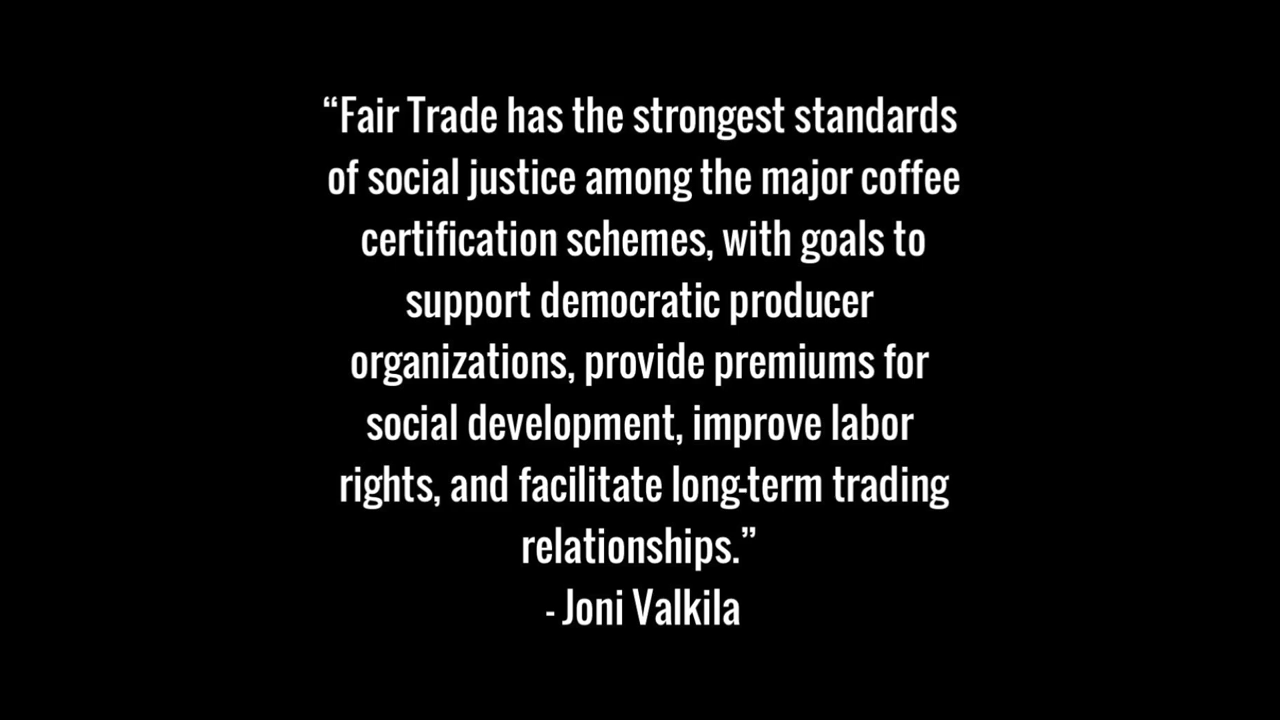 “Fair Trade has the strongest standards
of social justice among the major coffee
certification schemes, with goals to
support democratic producer
organizations, provide premiums for
social development, improve labor
rights, and facilitate long-term trading
relationships.”
- Joni Valkila